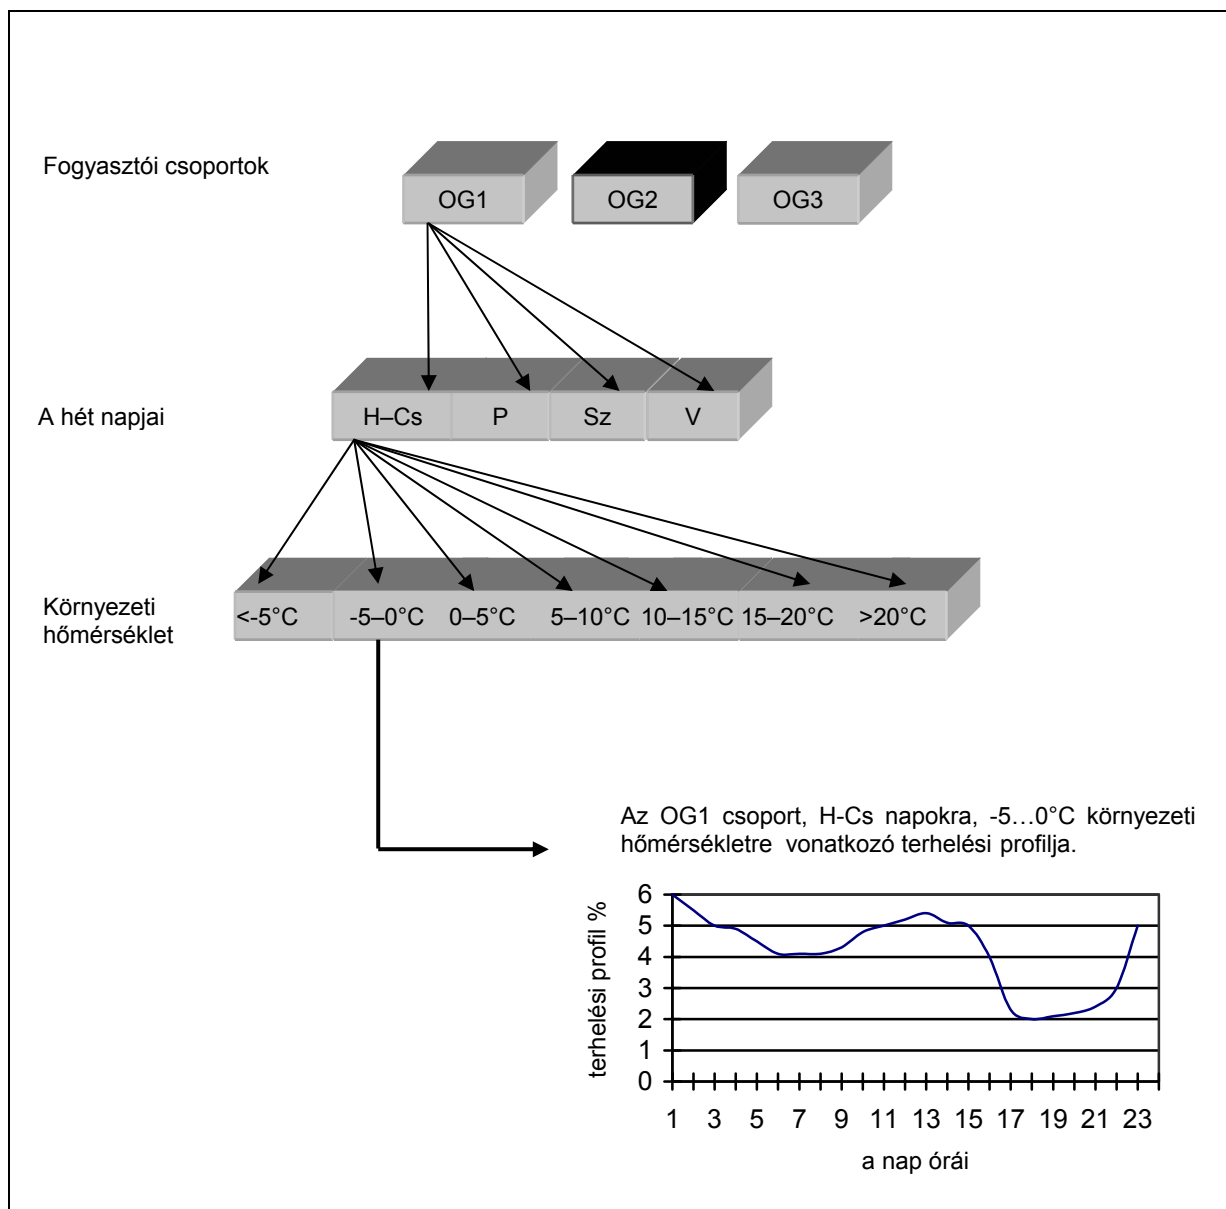 Fogyasztói csoportok
OG1 OG2 OG3
A hét napjai
H–Cs P Sz V
Környezeti
hőmérséklet
<-5°C -5–0°C 0–5°C 5–10°C 10–15°C 15–20°C >20°C
Az OG1 csoport, H-Cs napokra, -5…0°C környezeti
hőmérsékletre vonatkozó terhelési profilja.
terhelési profil %
6
5
4
3
2
1
0
1 3 5 7 9 11 13 15 17 19 21 23
a nap órái